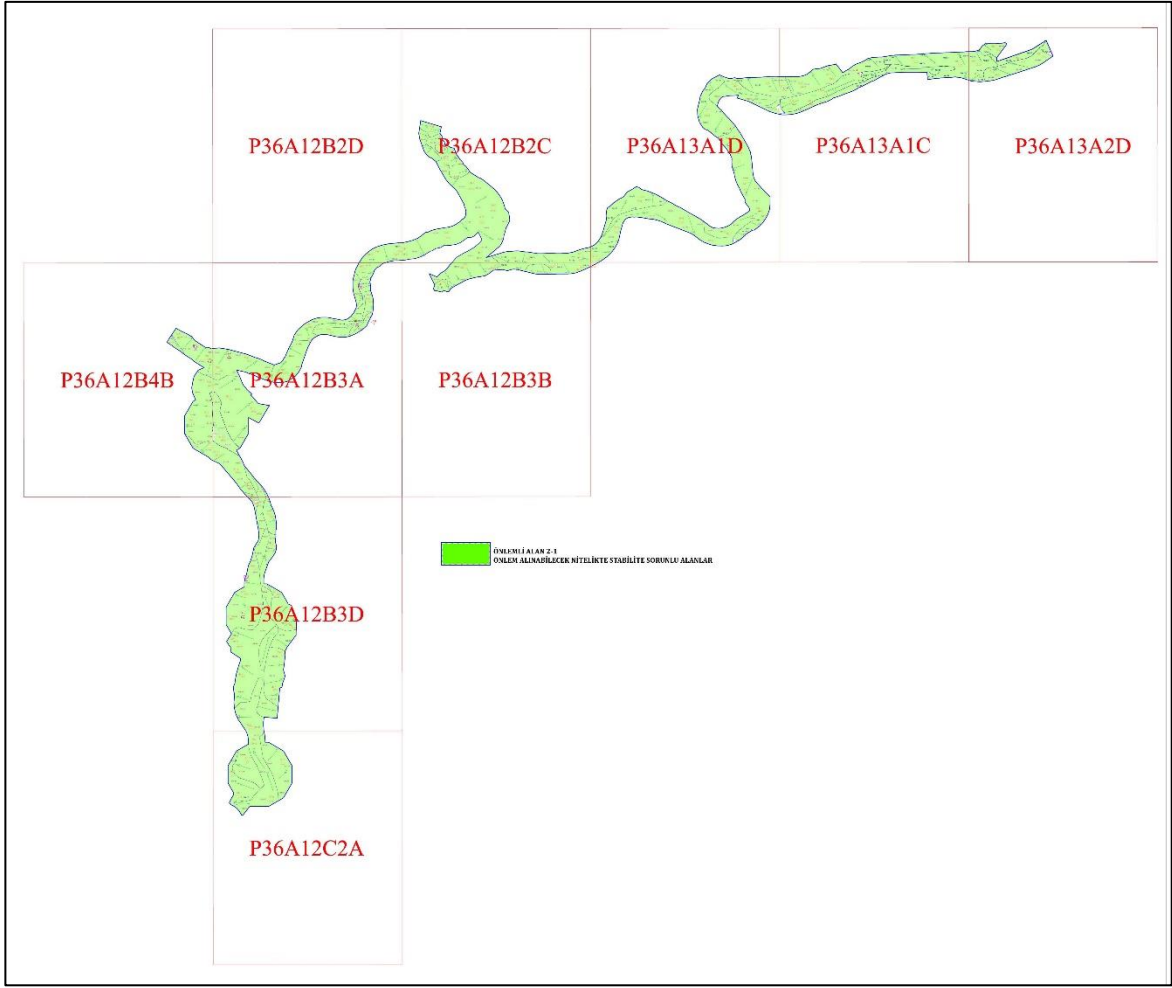 P36A12B2D
P36A12B2C
P36A13A1D
P36A13A1C
P36A13A2D
P36A12B4B
P36A12B3A
P36A12B3B
ÖNLEMLİ ALAN 2-1
ÖNLEM ALINABİLECEK NİTELİKTE STABİLİTE SORUNLU ALANLAR
P36A12B3D
P36A12C2A